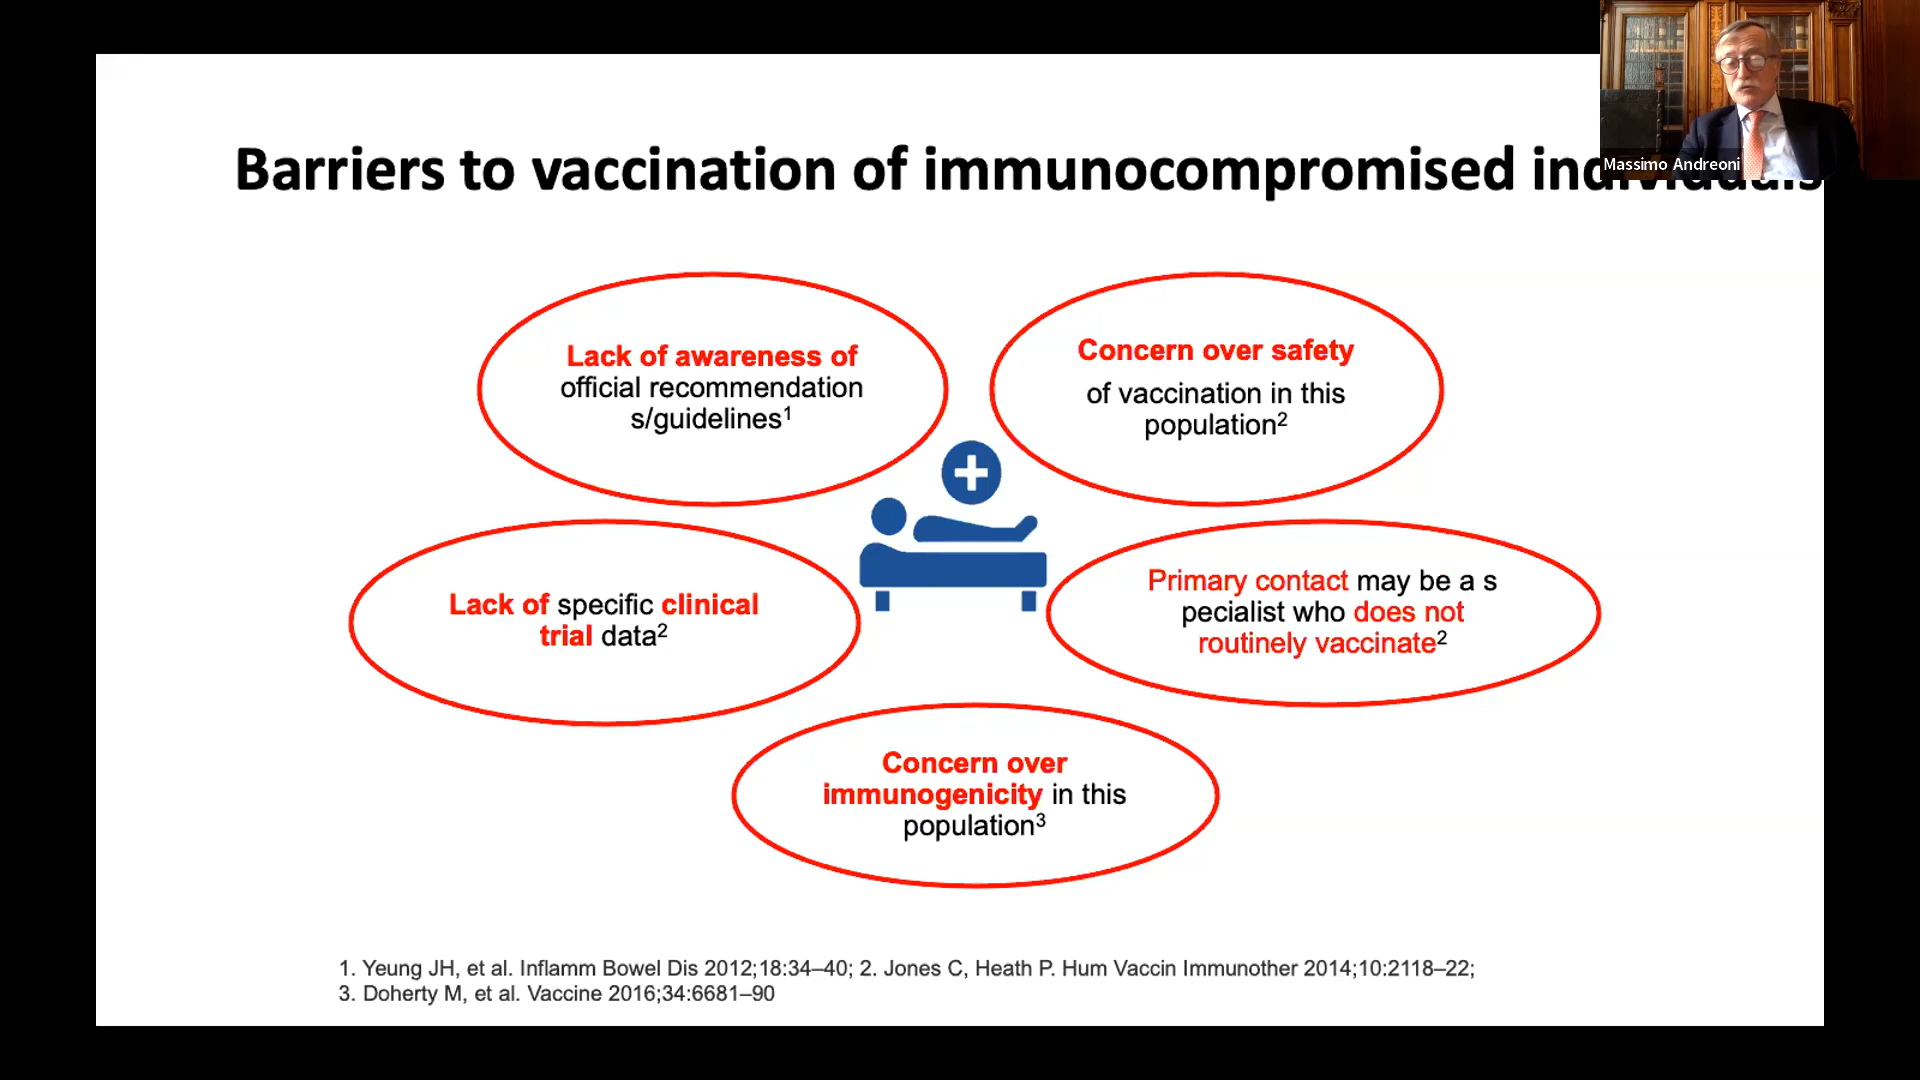 Barriers to vaccination of immunocompromised individuals
Massimo Andreoni
Lack of awareness of
official recommendation
s/guidelines1
Concern over safety
of vaccination in this
population2
Lack of specific clinical
trial data2
Primary contact may be a s
pecialist who does not
routinely vaccinate2
Concern over
immunogenicity in this
population3
1. Yeung JH, et al. Inflamm Bowel Dis 2012;18:34–40; 2. Jones C, Heath P. Hum Vaccin Immunother 2014;10:2118–22;
3. Doherty M, et al. Vaccine 2016;34:6681–90